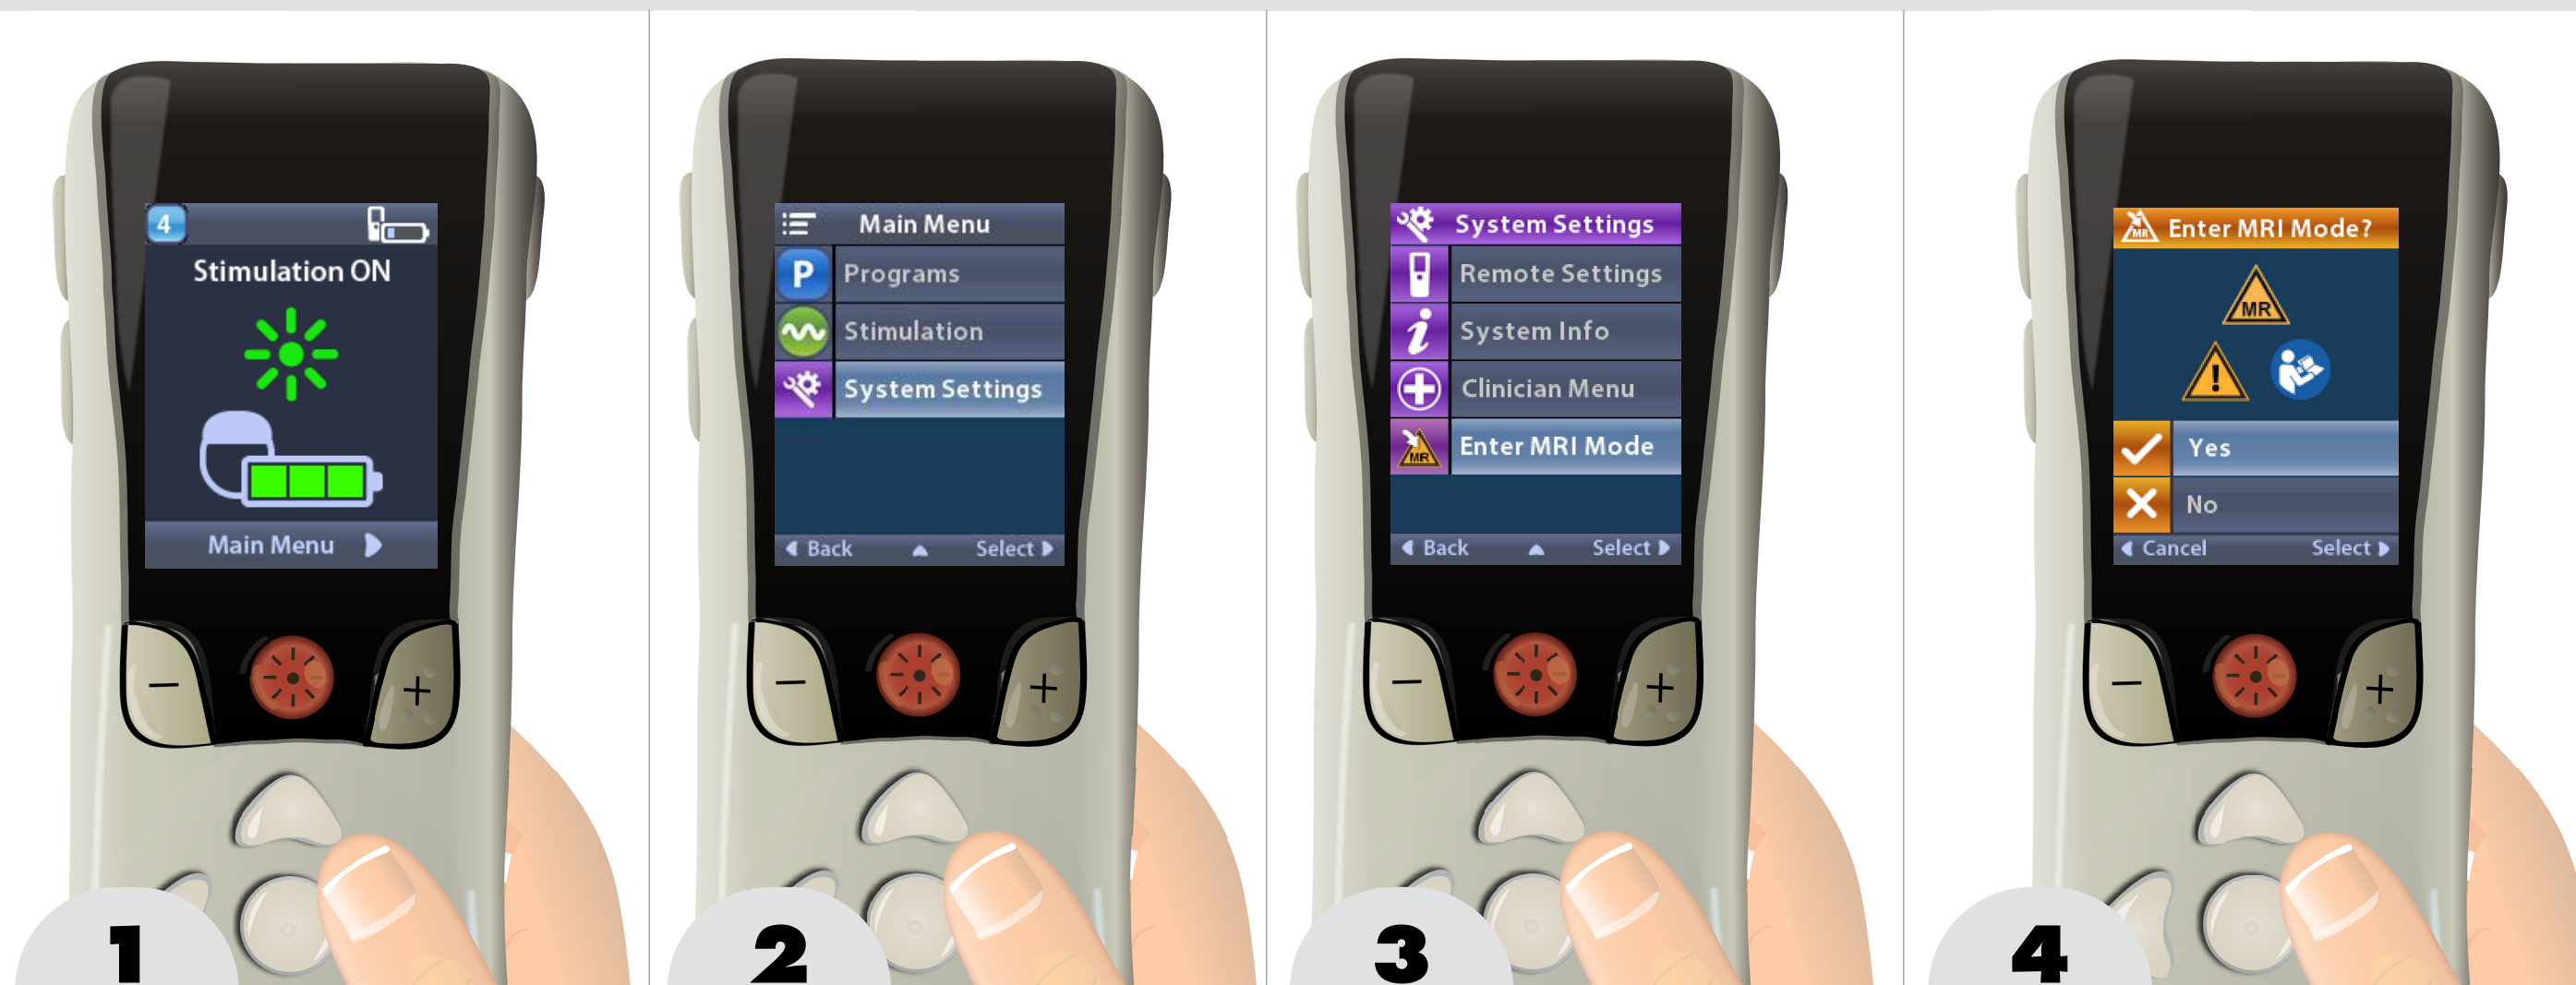 4
Stimulation ON
Main Menu
1
Main Menu
P Programs
Stimulation
System Settings
Back Select
2
System Settings
Remote Settings
i System Info
Clinician Menu
MR Enter MRI Mode
Back Select
3
MR Enter MRI Mode?
MR
!
Yes
No
Cancel Select
4